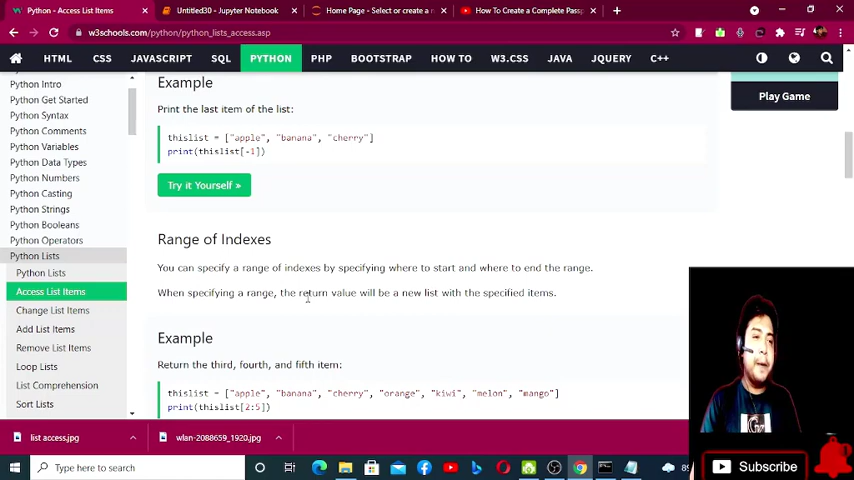 Python - Access List Items
Untitled30 - Jupyter Notebook
Home Page - Select or create a n
How To Create a Complete Passp
w3schools.com/python/python_lists_access.asp
HTML CSS JAVASCRIPT SQL PYTHON PHP BOOTSTRAP HOW TO W3.CSS JAVA JQUERY C++
Python Intro
Python Get Started
Python Syntax
Python Comments
Python Variables
Python Data Types
Python Numbers
Python Casting
Python Strings
Python Booleans
Python Operators
Python Lists
Python Lists
Access List Items
Change List Items
Add List Items
Remove List Items
Loop Lists
List Comprehension
Sort Lists
Example
Print the last item of the list:
thislist = ["apple", "banana", "cherry"]
print(thislist[-1])
Try it Yourself »
Range of Indexes
You can specify a range of indexes by specifying where to start and where to end the range.
When specifying a range, the return value will be a new list with the specified items.
Example
Return the third, fourth, and fifth item:
thislist = ["apple", "banana", "cherry", "orange", "kiwi", "melon", "mango"]
print(thislist[2:5])
Play Game
list access.jpg
wlan-2088659_1920.jpg
Type here to search
Subscribe